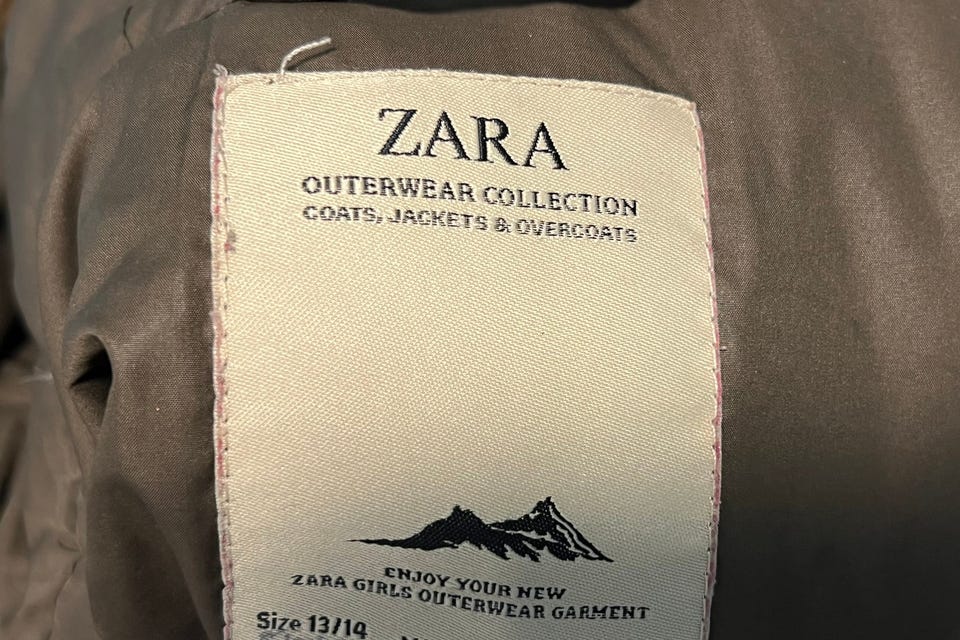 ZARA
OUTERWEAR COLLECTION
COATS, JACKETS & OVERCOATS
ENJOY YOUR NEW
ZARA GIRLS OUTERWEAR GARMENT
Size 13/14